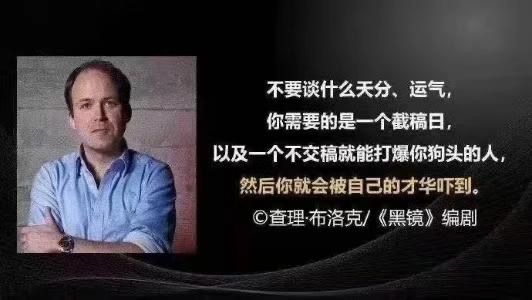 不要谈什么天分、运气，
你需要的是一个截稿日，
以及一个不交稿就能打爆你狗头的人，
然后你就会被自己的才华吓到。
©查理·布洛克/《黑镜》编剧